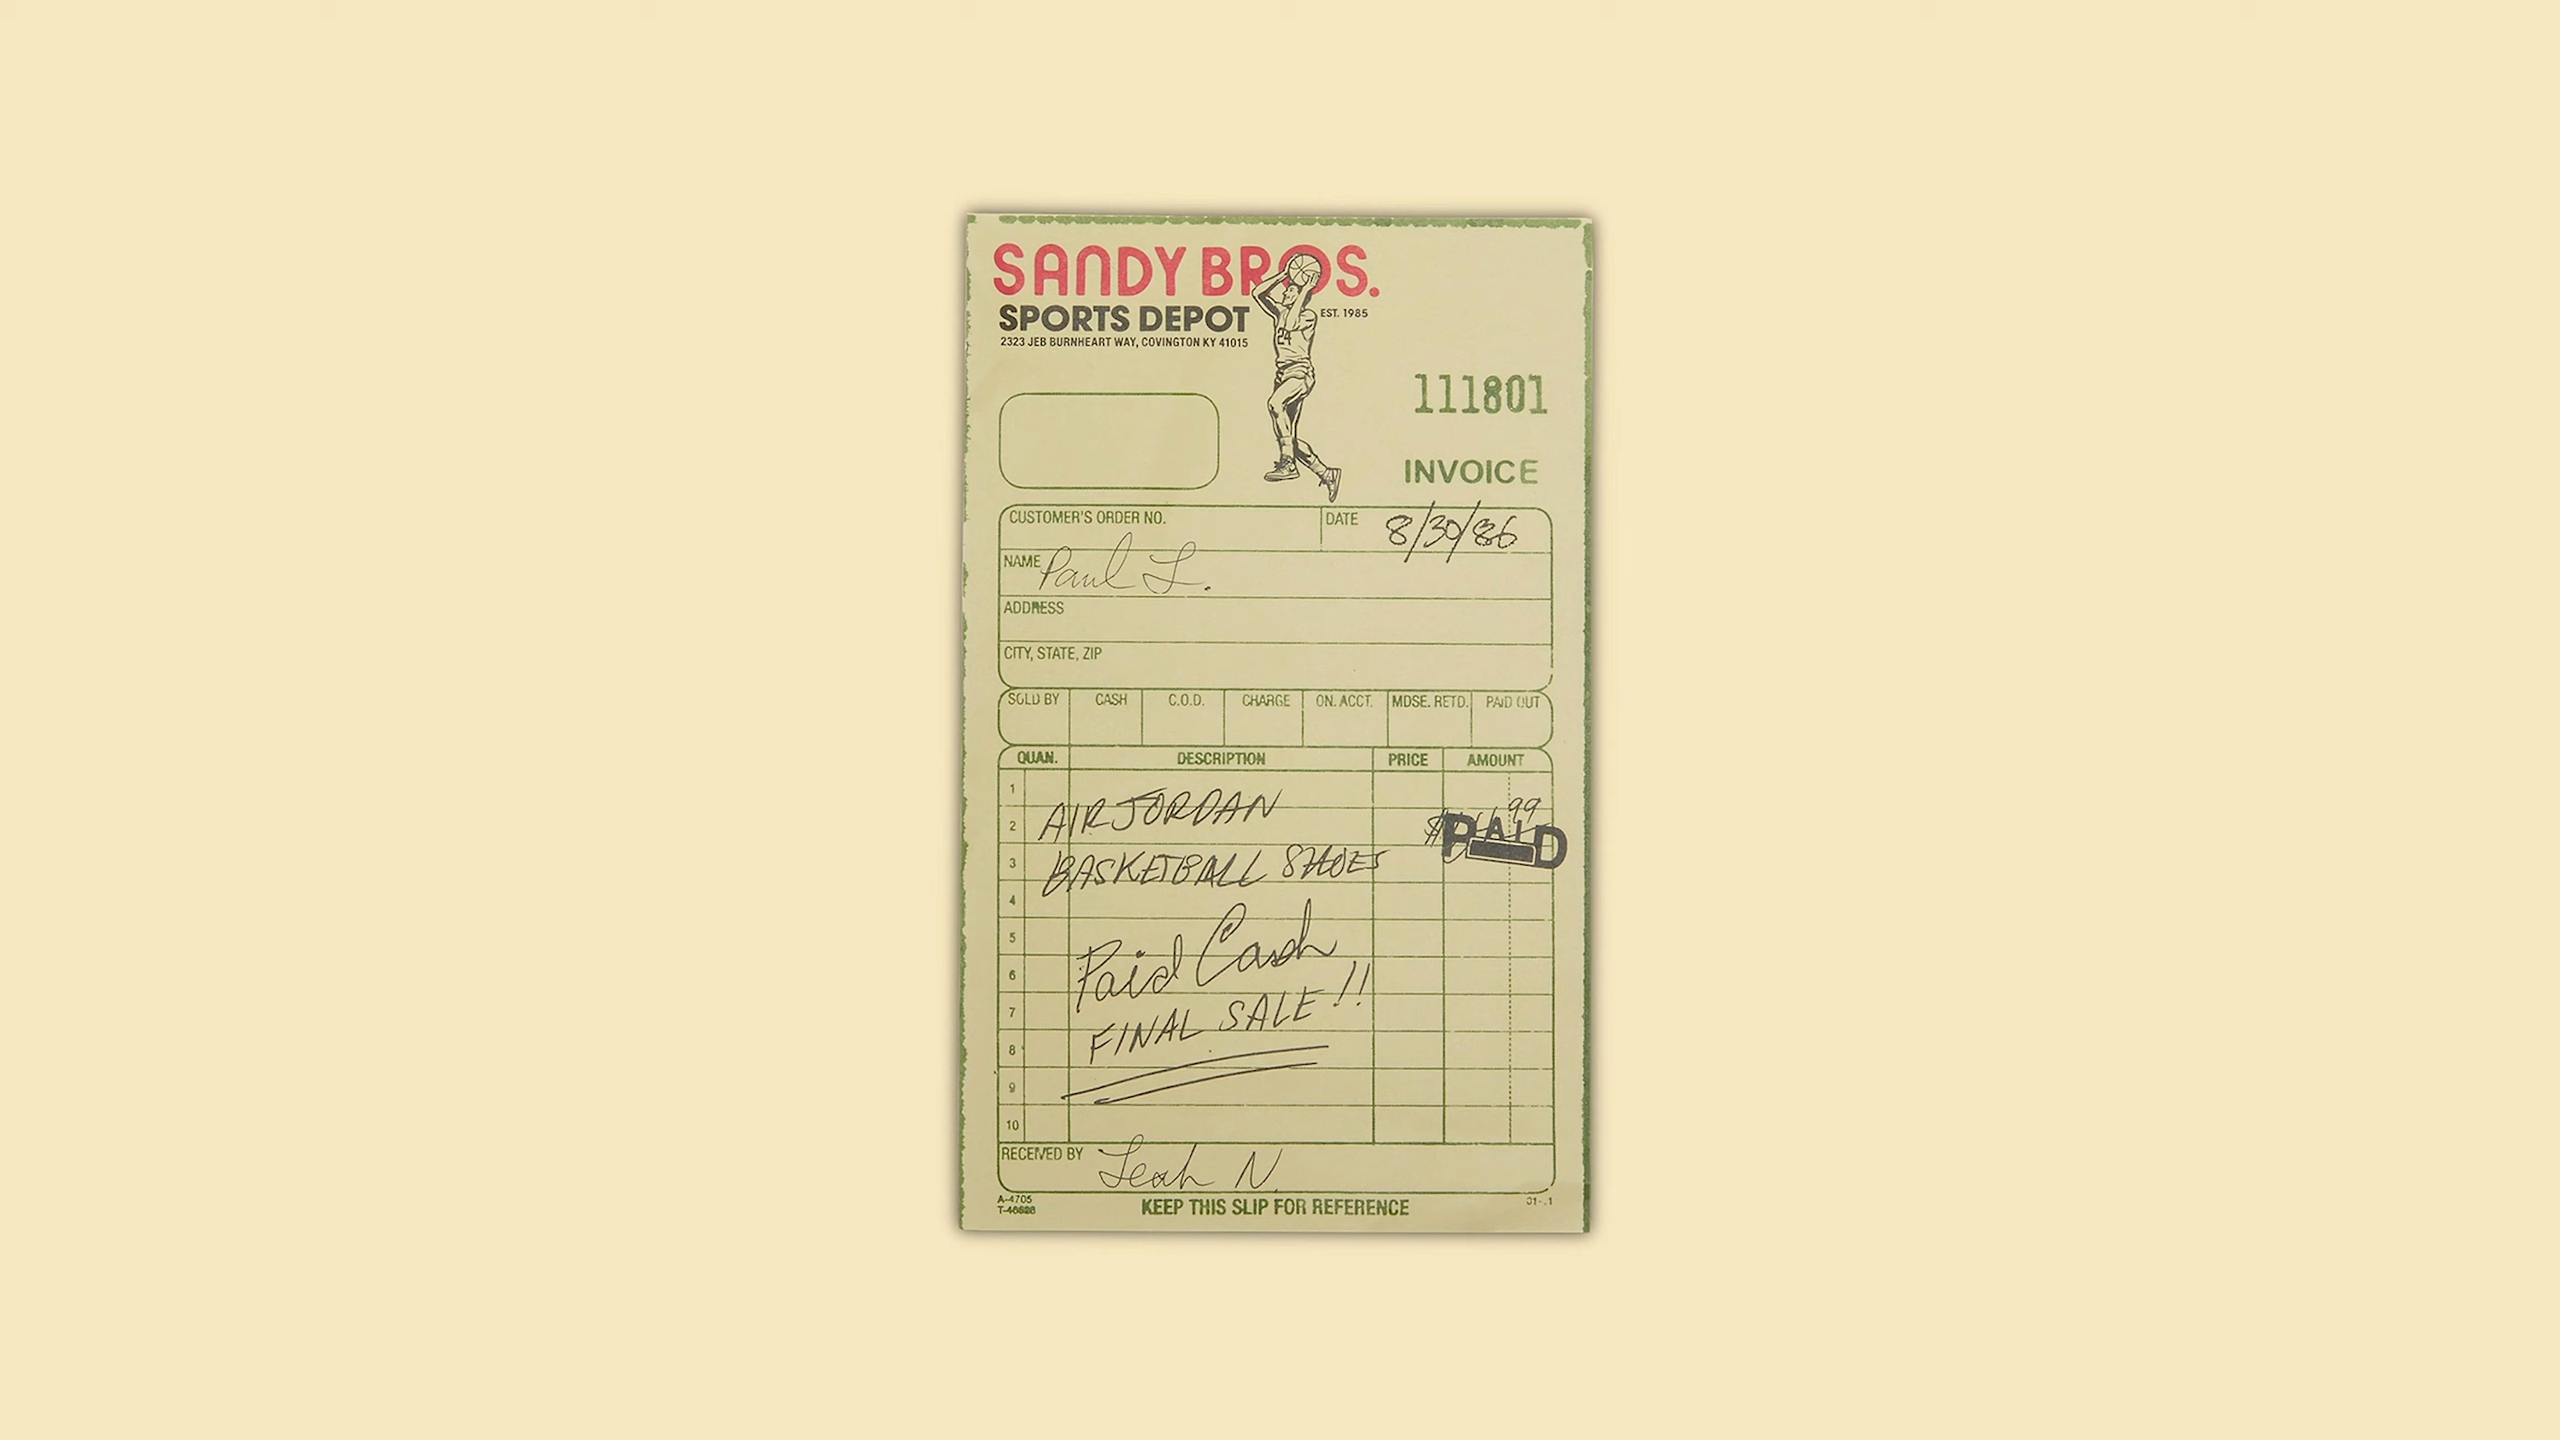 SANDY BROS.
SPORTS DEPOT
EST. 1985
2323 JEB BURNHEART WAY, COVINGTON KY 41015
24
111801
INVOICE
CUSTOMER'S ORDER NO. DATE 8/30/86
NAME Paul L.
ADDRESS
CITY, STATE, ZIP
SOLD BY CASH C.O.D. CHARGE ON. ACCT. MDSE. RETD. PAID OUT
QUAN. DESCRIPTION PRICE AMOUNT
1
2 AIR JORDAN 99
PAID
3 BASKETBALL SHOES
4
5
6 Paid Cash
7
8 FINAL SALE!!
9
10
RECEIVED BY Leah N.
A-4705
KEEP THIS SLIP FOR REFERENCE